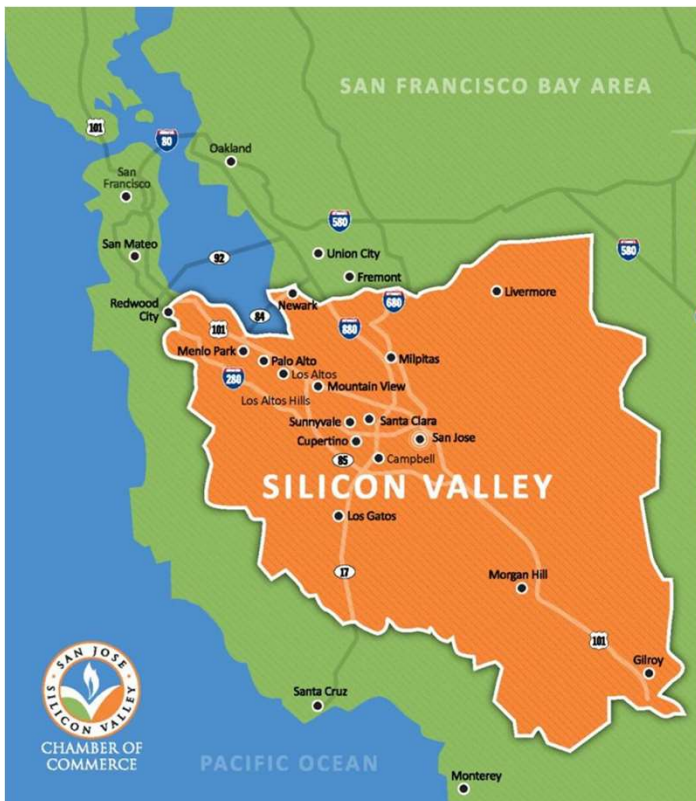 SAN FRANCISCO BAY AREA
101
80
Oakland
San
Francisco
580
San Mateo
92
Union City
580
Fremont
Livermore
Redwood
City
Newark
680
84
101
880
Menlo Park
Palo Alto
Milpitas
Los Altos
280
Mountain View
Los Altos Hills
Sunnyvale
Santa Clara
Cupertino
San Jose
85
Campbell
SILICON VALLEY
Los Gatos
17
Morgan Hill
101
Gilroy
SAN JOSE
SILICON VALLEY
CHAMBER OF
COMMERCE
Santa Cruz
PACIFIC OCEAN
Monterey